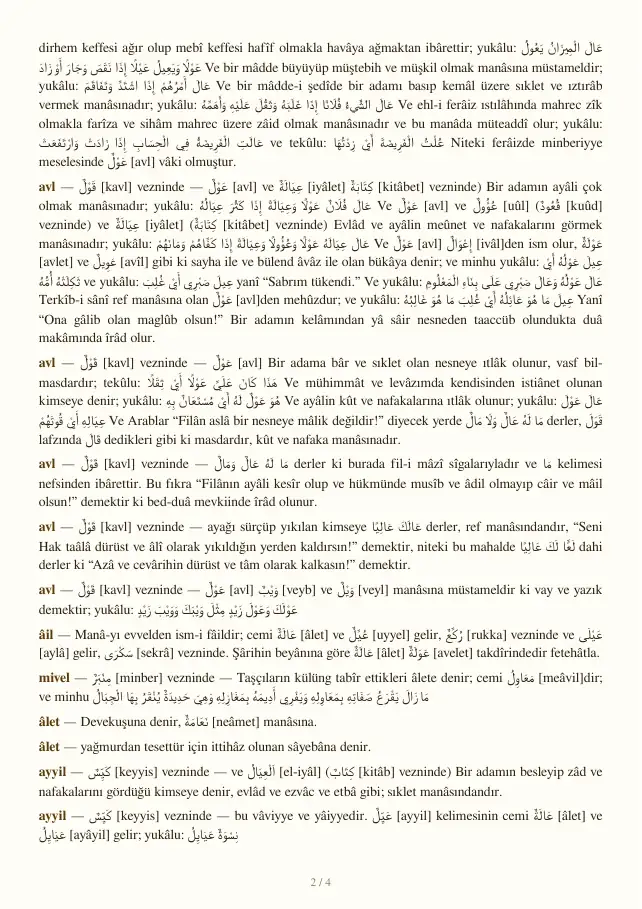 dirhem keffesi ağır olup mebî keffesi hafîf olmakla havâya ağmaktan ibârettir; yukâlu: عَالَ الْمِيزَانُ يَعُولُ
عَوْلًا وَيَعِيلُ عَيْلًا إِذَا نَقَصَ وَجَارَ أَوْ زَادَ Ve bir mâdde büyüyüp müştebih ve müşkil olmak manâsına müstameldir;
yukâlu: عَالَ أَمْرُهُمْ إِذَا اشْتَدَّ وَتَفَاقَمَ Ve bir mâdde-i şedîde bir adamı basıp kemâl üzere sıklet ve ıztırâb
vermek manâsınadır; yukâlu: عَالَ الشَّيْءُ فُلَانًا إِذَا غَلَبَهُ وَثَقُلَ عَلَيْهِ وَأَهَمَّهُ Ve ehl-i ferâiz ıstılâhında mahrec zîk
olmakla farîza ve sihâm mahrec üzere zâid olmak manâsınadır ve bu manâda müteaddî olur; yukâlu:
عَالَتِ الْفَرِيضَةُ فِي الْحِسَابِ إِذَا زَادَتْ وَارْتَفَعَتْ ve tekûlu: عُلْتُ الْفَرِيضَةَ أَيْ زِدْتُهَا Niteki ferâizde minberiyye
meselesinde عَوْلٌ [avl] vâki olmuştur.
avl — قَوْلٌ [kavl] vezninde — عَوْلٌ [avl] ve عِيَالَةٌ [iyâlet] (كِتَابَةٌ [kitâbet] vezninde) Bir adamın ayâli çok
olmak manâsınadır; yukâlu: عَالَ فُلَانٌ عَوْلًا وَعِيَالَةً إِذَا كَثُرَ عِيَالُهُ Ve عَوْلٌ [avl] ve عُؤُولٌ [uûl] (قُعُودٌ [kuûd]
vezninde) ve عِيَالَةٌ [iyâlet] (كِتَابَةٌ [kitâbet] vezninde) Evlâd ve ayâlin meûnet ve nafakalarını görmek
manâsınadır; yukâlu: عَالَ عِيَالَهُ عَوْلًا وَعُؤُولًا وَعِيَالَةً إِذَا كَفَاهُمْ وَمَانَهُمْ Ve عَوْلٌ [avl] إِعْوَالٌ [ivâl]den ism olur, عَوْلَةٌ
[avlet] ve عَوِيلٌ [avîl] gibi ki sayha ile ve bülend âvâz ile olan bükâya denir; ve minhu yukâlu: عِيلَ عَوْلُهُ أَيْ
ثَكِلَتْهُ أُمُّهُ ve yukâlu: عِيلَ صَبْرِي أَيْ غُلِبَ yanî “Sabrım tükendi.” Ve yukâlu: عَالَ عَوْلُهُ وَعَالَ صَبْرِي عَلَى بِنَاءِ الْمَعْلُومِ
Terkîb-i sânî ref manâsına olan عَوْلٌ [avl]den mehûzdur; ve yukâlu: عِيلَ مَا هُوَ عَائِلُهُ أَيْ غُلِبَ مَا هُوَ غَالِبُهُ Yanî
“Ona gâlib olan maglûb olsun!” Bir adamın kelâmından yâ sâir nesneden taaccüb olundukta duâ
makâmında îrâd olur.
avl — قَوْلٌ [kavl] vezninde — عَوْلٌ [avl] Bir adama bâr ve sıklet olan nesneye ıtlâk olunur, vasf bil-
masdardır; tekûlu: هَذَا كَانَ عَلَيَّ عَوْلًا أَيْ ثِقَلًا Ve mühimmât ve levâzımda kendisinden istiânet olunan
kimseye denir; yukâlu: هُوَ عَوْلٌ لَهُ أَيْ مُسْتَعَانٌ بِهِ Ve ayâlin kût ve nafakalarına ıtlâk olunur; yukâlu: عَالَ عَوْلَ
عِيَالِهِ أَيْ قُوتَهُمْ Ve Arablar “Filân aslâ bir nesneye mâlik değildir!” diyecek yerde مَا لَهُ عَالٌ وَلَا مَالٌ derler, قَوْلَ
lafzında قَالَ dedikleri gibi ki masdardır, kût ve nafaka manâsınadır.
avl — قَوْلٌ [kavl] vezninde — مَا لَهُ عَالَ وَمَالَ derler ki burada fil-i mâzî sîgalarıyladır ve مَا kelimesi
nefsinden ibârettir. Bu fıkra “Filânın ayâli kesîr olup ve hükmünde musîb ve âdil olmayıp câir ve mâil
olsun!” demektir ki bed-duâ mevkiinde îrâd olunur.
avl — قَوْلٌ [kavl] vezninde — ayağı sürçüp yıkılan kimseye عَالَكَ عَالِيًا derler, ref manâsındandır, “Seni
Hak taâlâ dürüst ve âlî olarak yıkıldığın yerden kaldırsın!” demektir, niteki bu mahalde لَعًا لَكَ عَالِيًا dahi
derler ki “Azâ ve cevârihin dürüst ve tâm olarak kalkasın!” demektir.
avl — قَوْلٌ [kavl] vezninde — عَوْلٌ [avl] وَيْبٌ [veyb] ve وَيْلٌ [veyl] manâsına müstameldir ki vay ve yazık
demektir; yukâlu: عَوْلَكَ وَعَوْلَ زَيْدٍ مِثْلُ وَيْبَكَ وَوَيْبَ زَيْدٍ
âil — Manâ-yı evvelden ism-i fâildir; cemi عَالَةٌ [âlet] ve عُيَّلٌ [uyyel] gelir, رُكَّعٌ [rukka] vezninde ve عَيْلَى
[aylâ] gelir, سَكْرَى [sekrâ] vezninde. Şârihin beyânına göre عَالَةٌ [âlet] عَوَلَةٌ [avelet] takdîrindedir fetehâtla.
mivel — مِنْبَرٌ [minber] vezninde — Taşçıların külüng tabîr ettikleri âlete denir; cemi مَعَاوِلُ [meâvil]dir;
ve minhu مَا زَالَ يَقْرَعُ صَفَاتِهِ بِمَعَاوِلِهِ وَيَفْرِي أَدِيمَهُ بِمَغَازِلِهِ وَهِيَ حَدِيدَةٌ يُنْقَرُ بِهَا الْجِبَالُ
âlet — Devekuşuna denir, نَعَامَةٌ [neâmet] manâsına.
âlet — yağmurdan tesettür için ittihâz olunan sâyebâna denir.
ayyil — كَيِّسٌ [keyyis] vezninde — ve اَلْعِيَالُ [el-iyâl] (كِتَابٌ [kitâb] vezninde) Bir adamın besleyip zâd ve
nafakalarını gördüğü kimseye denir, evlâd ve ezvâc ve etbâ gibi; sıklet manâsındandır.
ayyil — كَيِّسٌ [keyyis] vezninde — bu vâviyye ve yâiyyedir. عَيِّلٌ [ayyil] kelimesinin cemi عَالَةٌ [âlet] ve
عَيَايِلُ [ayâyil] gelir; yukâlu: نِسْوَةٌ عَيَايِلُ
2 / 4